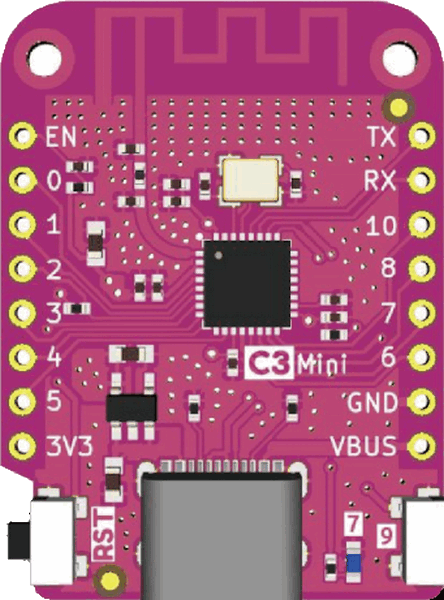 EN TX
0 RX
1 10
2 8
3 7
4 6
C3 Mini
5 GND
3V3 VBUS
RST
7
9